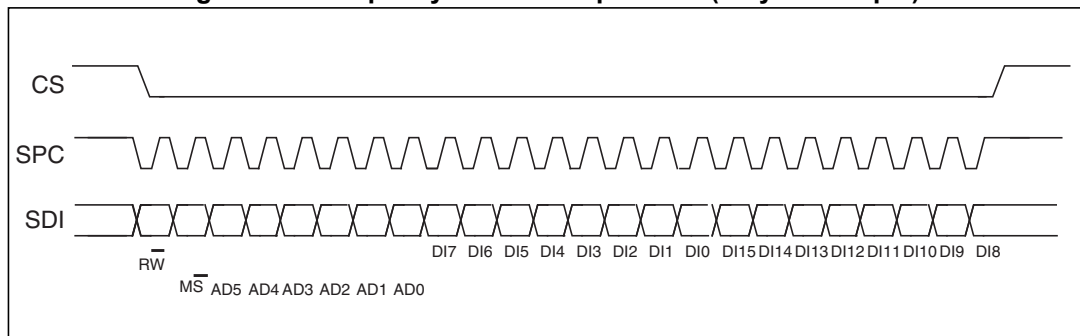 CS
SPC
SDI
DI7 DI6 DI5 DI4 DI3 DI2 DI1 DI0 DI15 DI14 DI13 DI12 DI11 DI10 DI9 DI8
RW
MS AD5 AD4 AD3 AD2 AD1 AD0